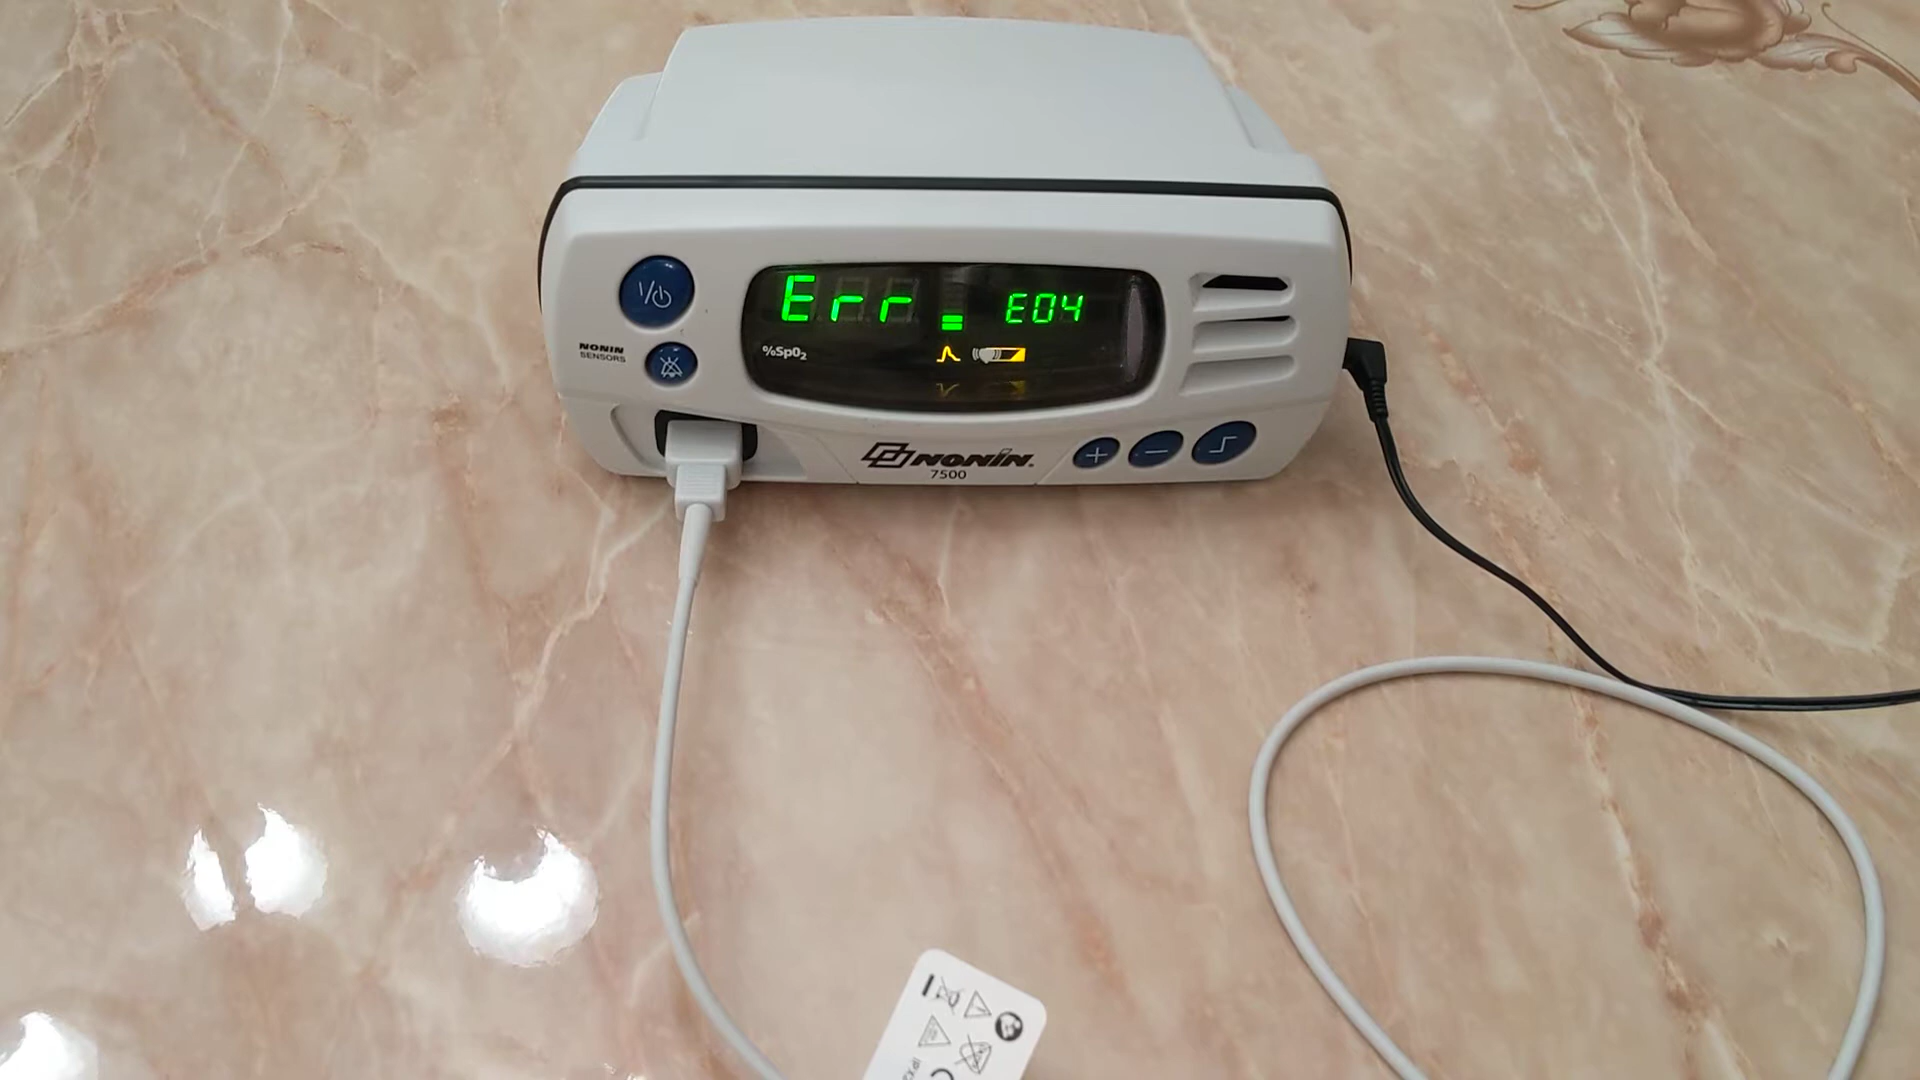 Err E04
%SpO₂
NONIN
SENSORS
NONIN.
7500